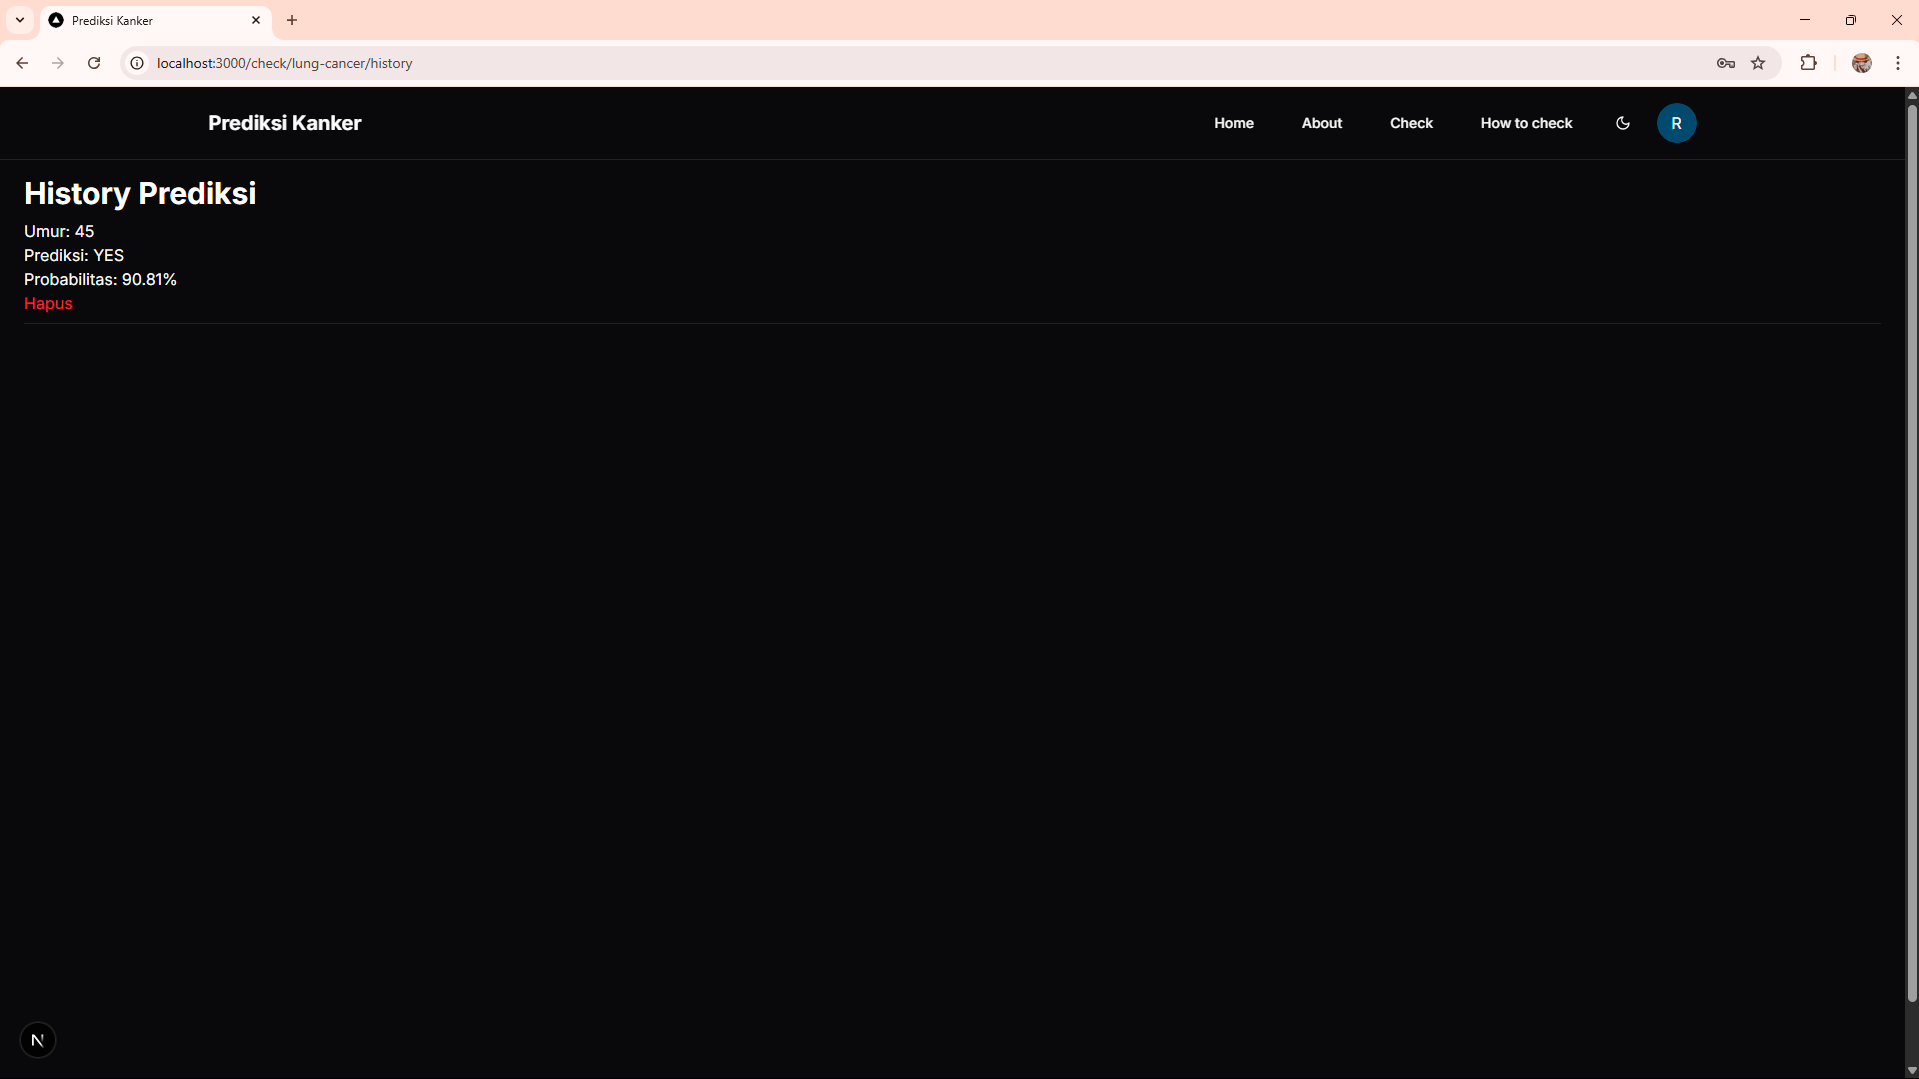 Prediksi Kanker
localhost:3000/check/lung-cancer/history
Prediksi Kanker
Home
About
Check
How to check
R
History Prediksi
Umur: 45
Prediksi: YES
Probabilitas: 90.81%
Hapus
N